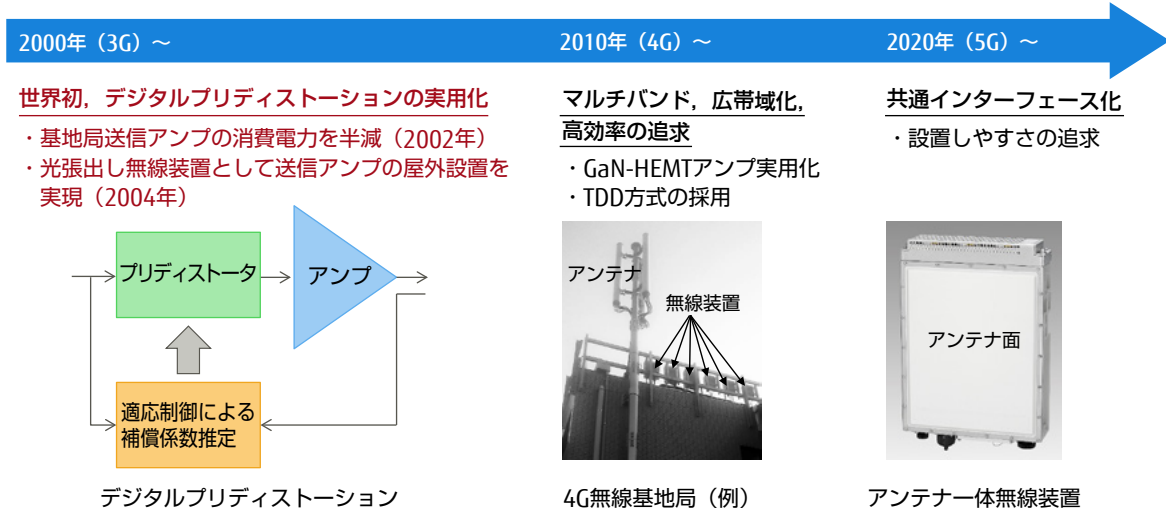 2000年（3G）～
2010年（4G）～
2020年（5G）～
世界初，デジタルプリディストーションの実用化
・基地局送信アンプの消費電力を半減（2002年）
・光張出し無線装置として送信アンプの屋外設置を
実現（2004年）
プリディストータ
アンプ
適応制御による
補償係数推定
デジタルプリディストーション
マルチバンド，広帯域化，
高効率の追求
・GaN-HEMTアンプ実用化
・TDD方式の採用
アンテナ
無線装置
4G無線基地局（例）
共通インターフェース化
・設置しやすさの追求
アンテナ面
アンテナ一体無線装置